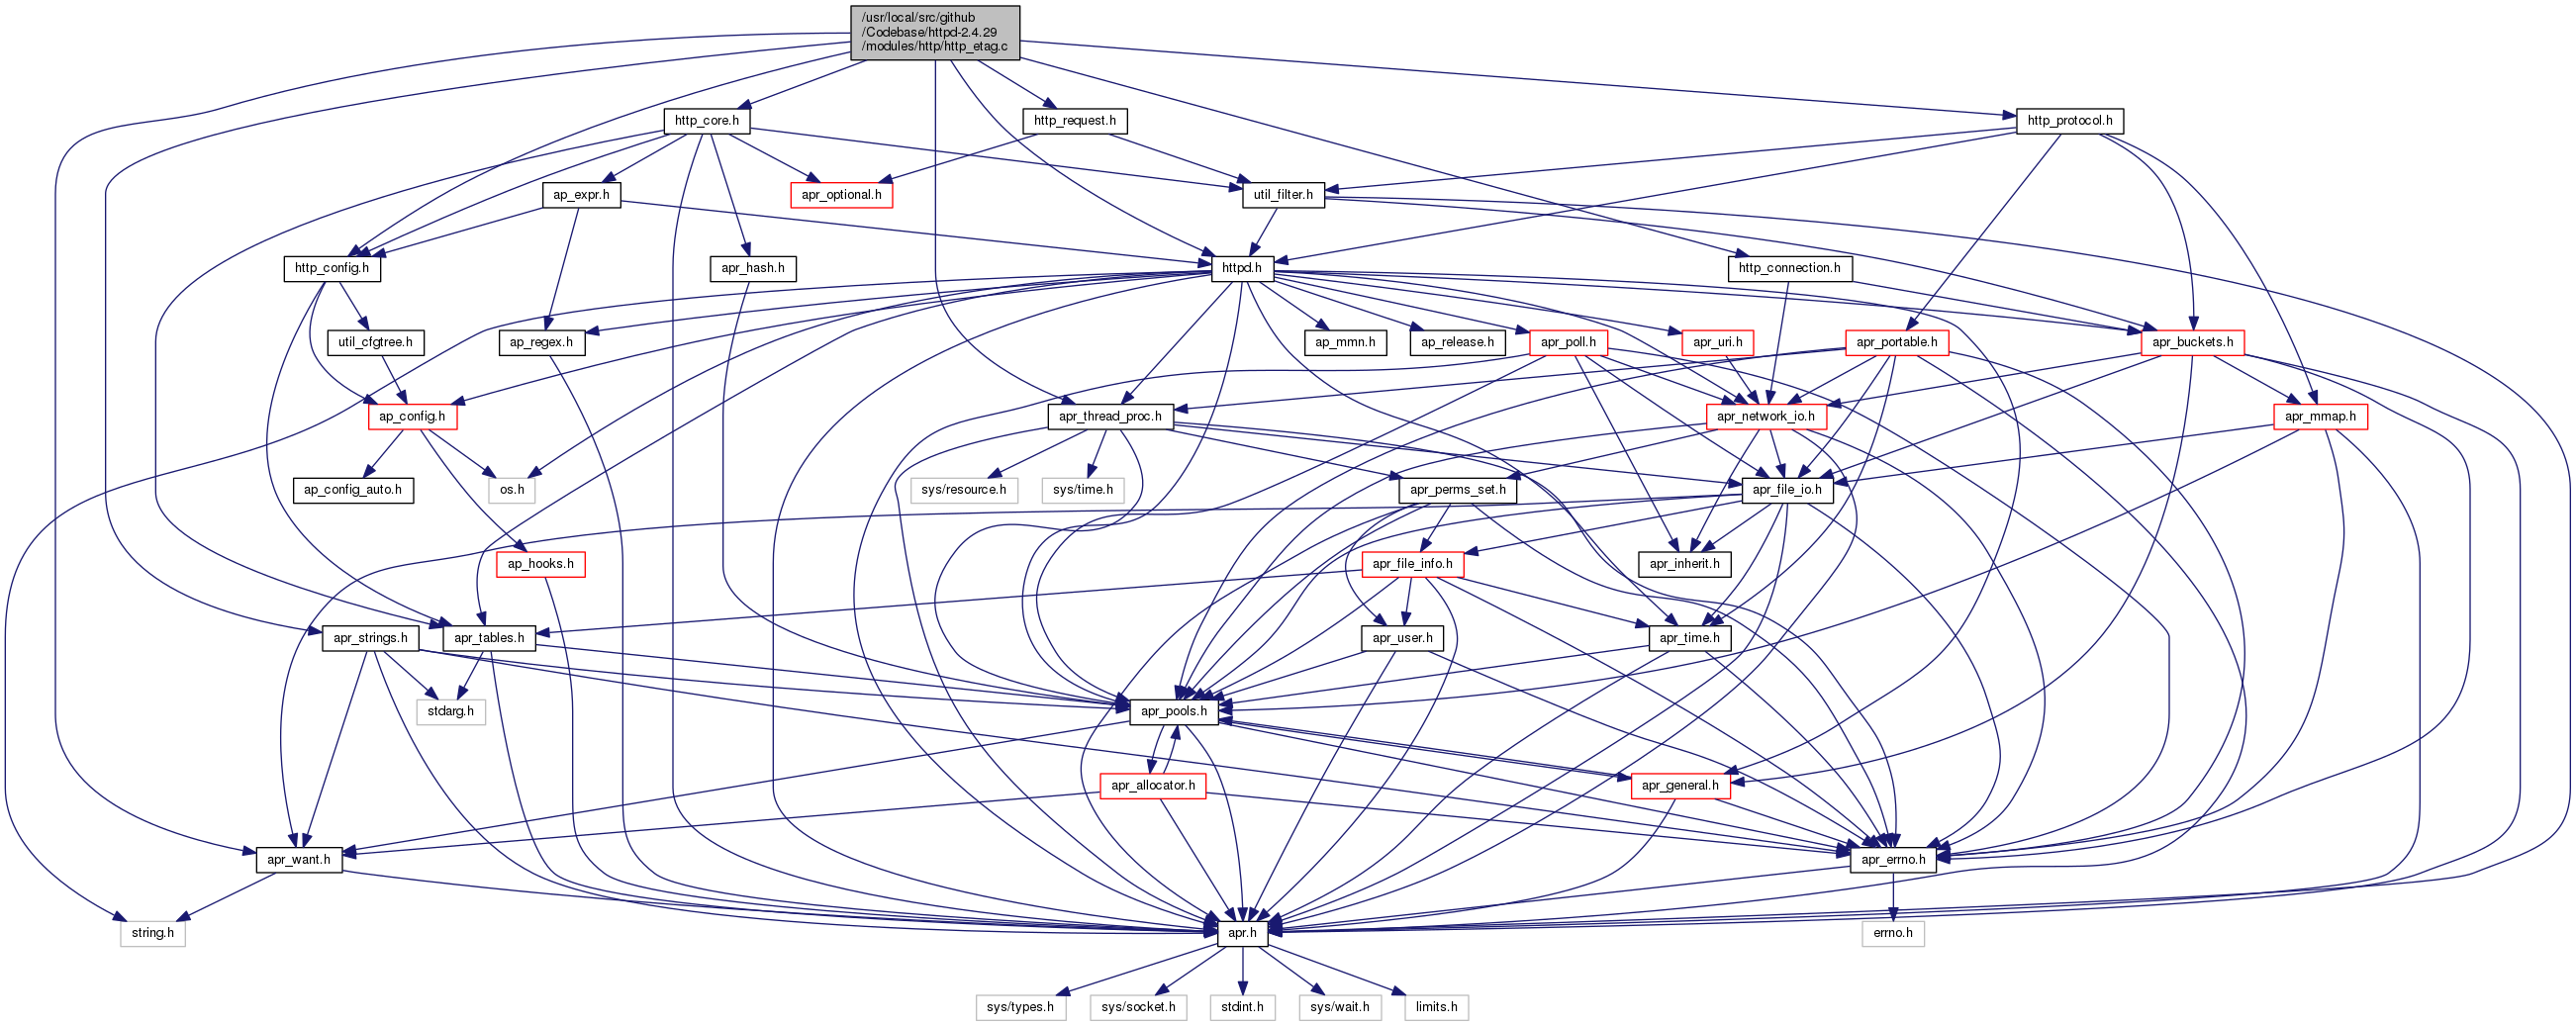 /usr/local/src/github
/Codebase/httpd-2.4.29
/modules/http/http_etag.c
http_core.h
http_request.h
http_protocol.h
ap_expr.h
apr_optional.h
util_filter.h
http_config.h
apr_hash.h
httpd.h
http_connection.h
util_cfgtree.h
ap_regex.h
ap_mmn.h
ap_release.h
apr_poll.h
apr_uri.h
apr_portable.h
apr_buckets.h
ap_config.h
apr_thread_proc.h
apr_network_io.h
apr_mmap.h
ap_config_auto.h
os.h
sys/resource.h
sys/time.h
apr_perms_set.h
apr_file_io.h
ap_hooks.h
apr_file_info.h
apr_inherit.h
apr_strings.h
apr_tables.h
apr_user.h
apr_time.h
stdarg.h
apr_pools.h
apr_allocator.h
apr_general.h
apr_want.h
apr_errno.h
string.h
apr.h
errno.h
sys/types.h
sys/socket.h
stdint.h
sys/wait.h
limits.h